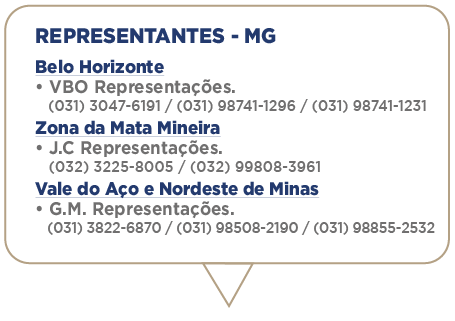 REPRESENTANTES - MG
Belo Horizonte
• VBO Representações.
(031) 3047-6191 / (031) 98741-1296 / (031) 98741-1231
Zona da Mata Mineira
• J.C Representações.
(032) 3225-8005 / (032) 99808-3961
Vale do Aço e Nordeste de Minas
• G.M. Representações.
(031) 3822-6870 / (031) 98508-2190 / (031) 98855-2532